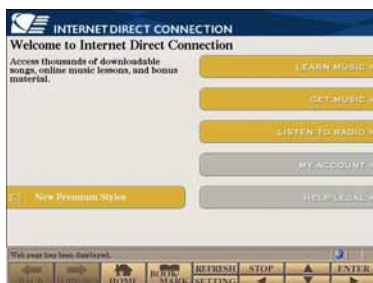 INTERNET DIRECT CONNECTION
Welcome to Internet Direct Connection
Access thousands of downloadable
songs, online music lessons, and bonus
material.
LEARN MUSIC »
GET MUSIC »
LISTEN TO RADIO »
MY ACCOUNT »
HELP/LEGAL »
New Premium Styles
Web page has been displayed.
BACK FORWARD HOME BOOK MARK REFRESH STOP ENTER
SETTING